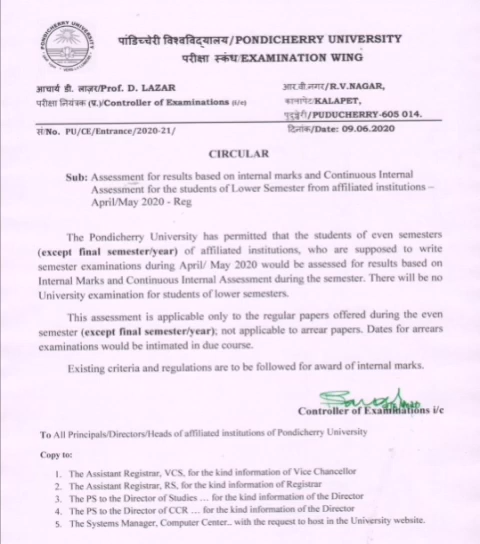 पांडिच्चेरी विश्वविद्यालय/PONDICHERRY UNIVERSITY
परीक्षा स्कंध/EXAMINATION WING
आचार्य डी. लाज़र/Prof. D. LAZAR
परीक्षा नियंत्रक (प्र.)/Controller of Examinations (i/c)
आर.वी.नगर/R.V.NAGAR,
कालापेट/KALAPET,
पुदुच्चेरी/PUDUCHERRY-605 014.
सं/No. PU/CE/Entrance/2020-21/
दिनांक/Date: 09.06.2020
CIRCULAR
Sub: Assessment for results based on internal marks and Continuous Internal
Assessment for the students of Lower Semester from affiliated institutions –
April/May 2020 - Reg
The Pondicherry University has permitted that the students of even semesters
(except final semester/year) of affiliated institutions, who are supposed to write
semester examinations during April/ May 2020 would be assessed for results based on
Internal Marks and Continuous Internal Assessment during the semester. There will be no
University examination for students of lower semesters.
This assessment is applicable only to the regular papers offered during the even
semester (except final semester/year); not applicable to arrear papers. Dates for arrears
examinations would be intimated in due course.
Existing criteria and regulations are to be followed for award of internal marks.
Controller of Examinations i/c
To All Principals/Directors/Heads of affiliated institutions of Pondicherry University
Copy to:
1. The Assistant Registrar, VCS, for the kind information of Vice Chancellor
2. The Assistant Registrar, RS, for the kind information of Registrar
3. The PS to the Director of Studies … for the kind information of the Director
4. The PS to the Director of CCR … for the kind information of the Director
5. The Systems Manager, Computer Center.. with the request to host in the University website.